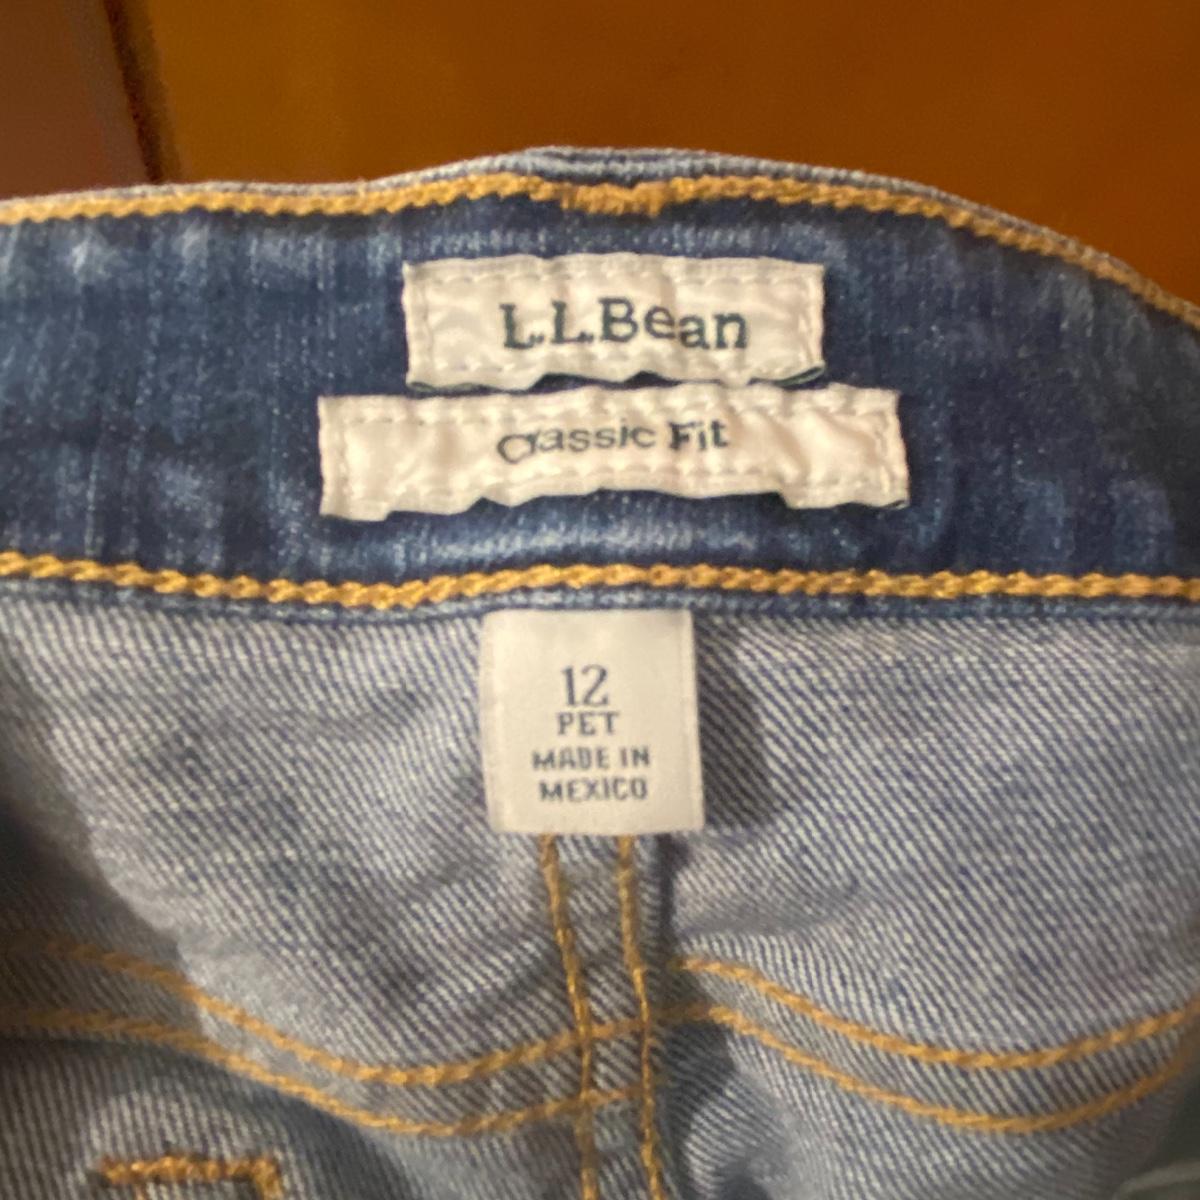 L.L.Bean
Classic Fit
12
PET
MADE IN
MEXICO